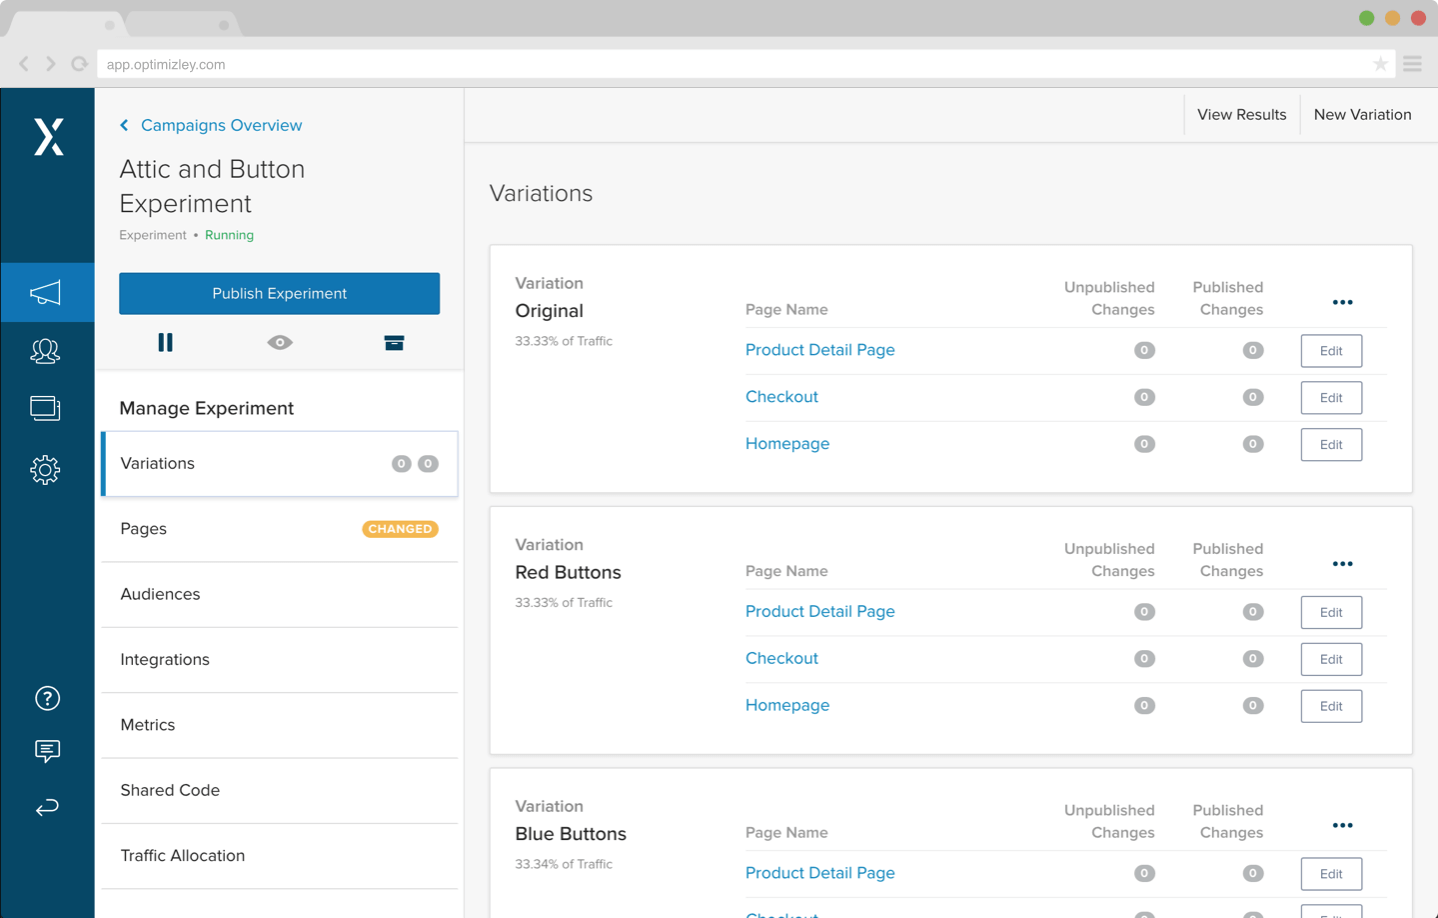 app.optimizley.com
View Results
New Variation
Campaigns Overview
Attic and Button
Experiment
Experiment • Running
Publish Experiment
Manage Experiment
Variations 0 0
Pages CHANGED
Audiences
Integrations
Metrics
Shared Code
Traffic Allocation
Variations
Variation
Original
33.33% of Traffic
Page Name
Unpublished
Changes
Published
Changes
Product Detail Page 0 0 Edit
Checkout 0 0 Edit
Homepage 0 0 Edit
Variation
Red Buttons
33.33% of Traffic
Page Name
Unpublished
Changes
Published
Changes
Product Detail Page 0 0 Edit
Checkout 0 0 Edit
Homepage 0 0 Edit
Variation
Blue Buttons
33.34% of Traffic
Page Name
Unpublished
Changes
Published
Changes
Product Detail Page 0 0 Edit
Checkout